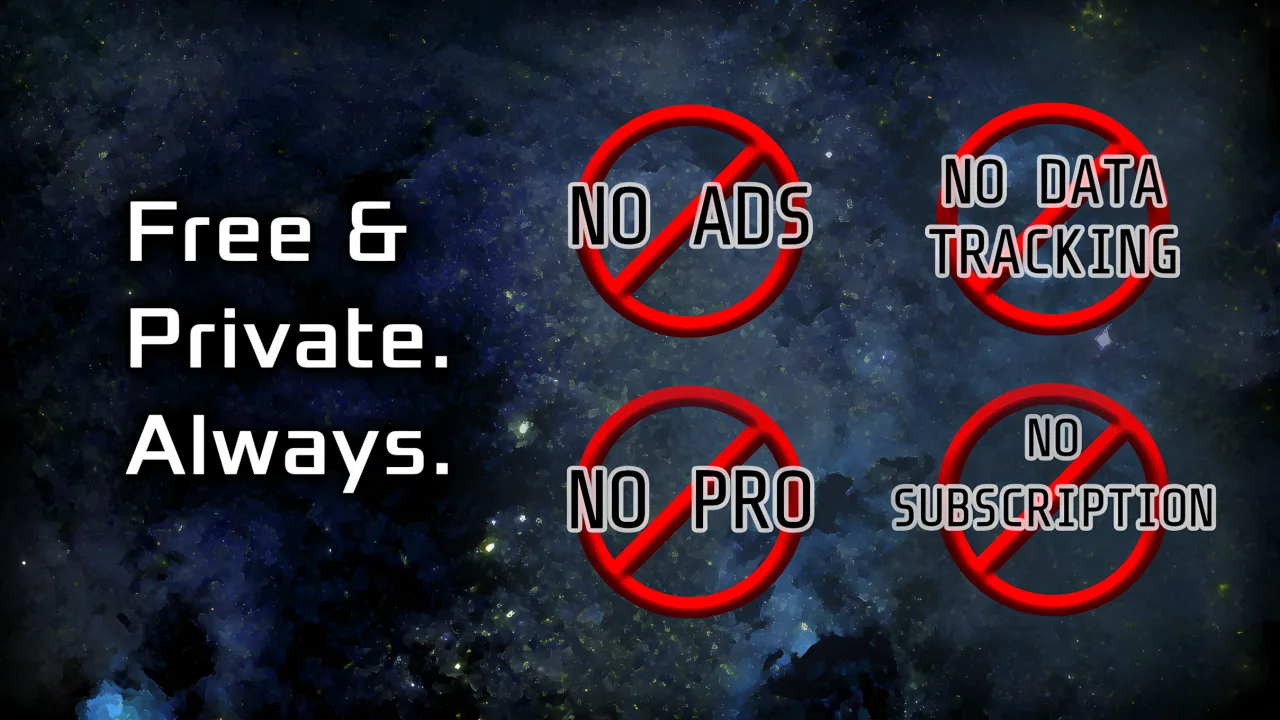 Free &
Private.
Always.
NO ADS
NO DATA
TRACKING
NO PRO
NO
SUBSCRIPTION